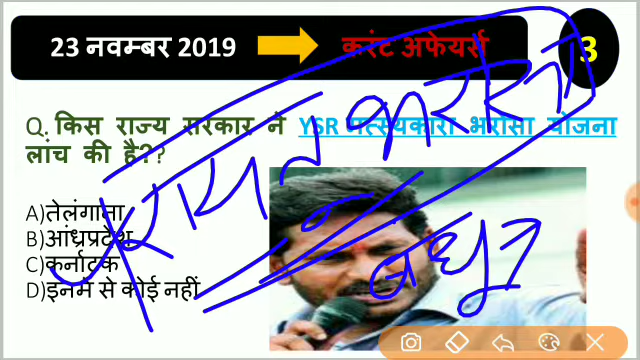 23 नवम्बर 2019 करंट अफेयर्स 3
Q. किस राज्य सरकार ने YSR मत्स्यकारा भरोसा योजना
लांच की है??
A)तेलंगाना
B)आंध्रप्रदेश
C)कर्नाटक
D)इनमे से कोई नहीं